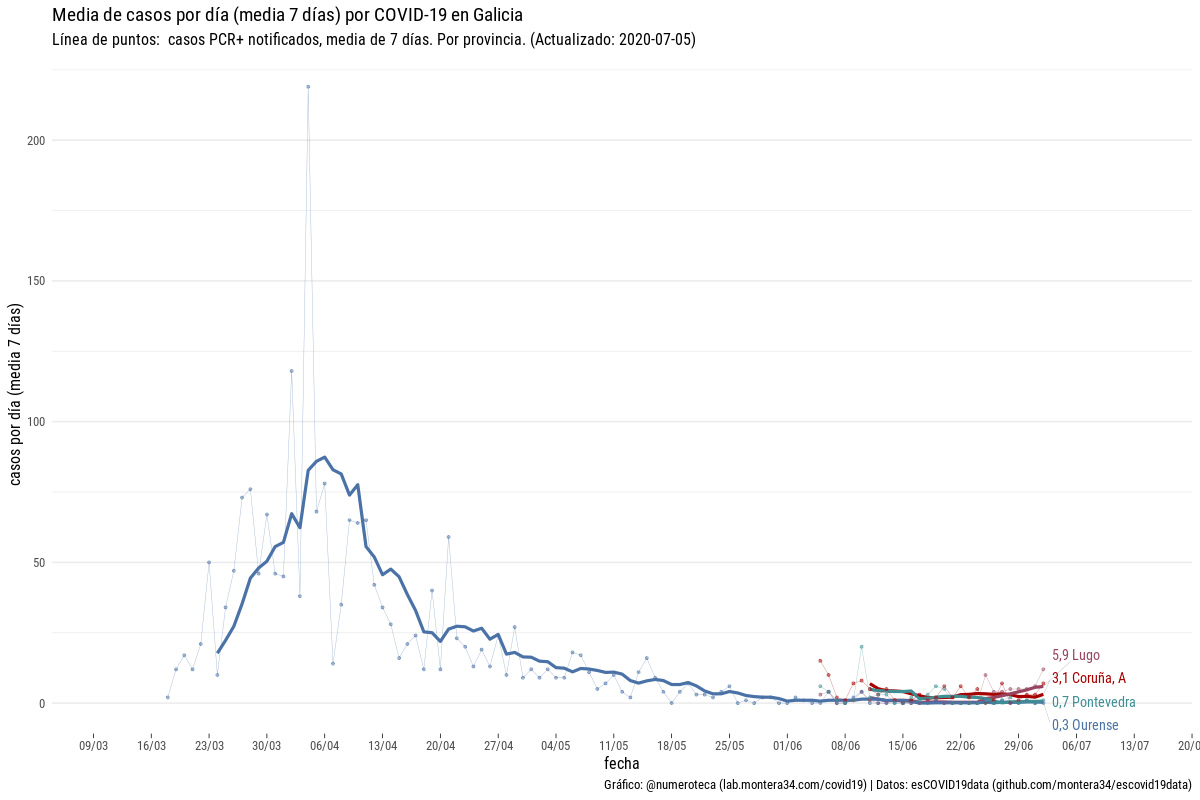 Media de casos por día (media 7 días) por COVID-19 en Galicia
Línea de puntos:  casos PCR+ notificados, media de 7 días. Por provincia. (Actualizado: 2020-07-05)
casos por día (media 7 días)
200
150
100
50
0
5,9 Lugo
3,1 Coruña, A
0,7 Pontevedra
0,3 Ourense
09/03 16/03 23/03 30/03 06/04 13/04 20/04 27/04 04/05 11/05 18/05 25/05 01/06 08/06 15/06 22/06 29/06 06/07 13/07 20/0
fecha
Gráfico: @numeroteca (lab.montera34.com/covid19) | Datos: esCOVID19data (github.com/montera34/escovid19data)